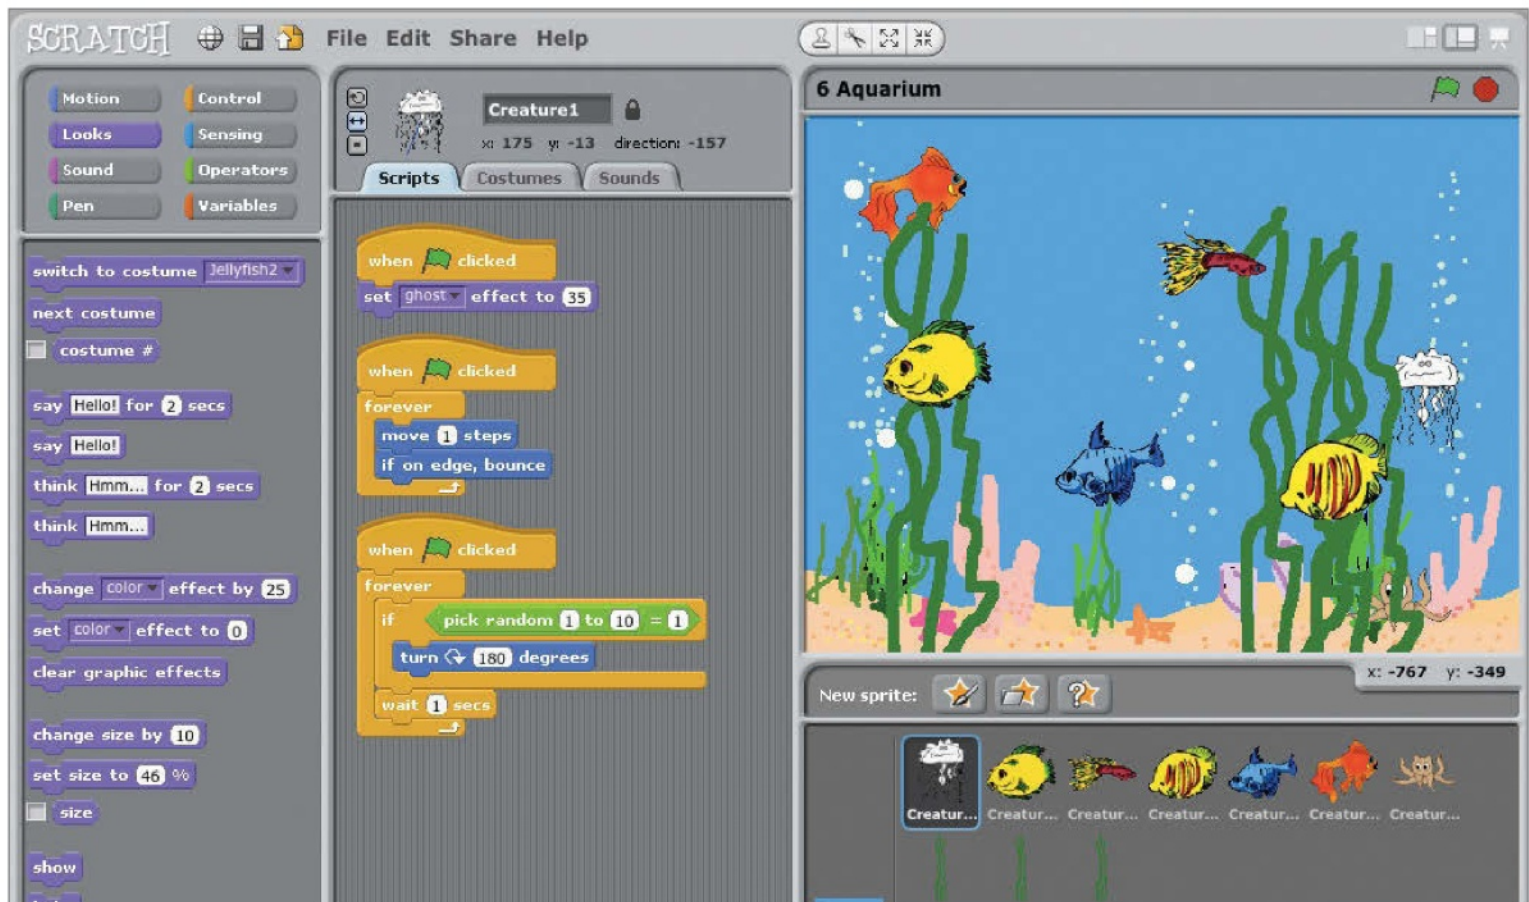 SCRATCH File Edit Share Help
Motion Control
Looks Sensing
Sound Operators
Pen Variables
switch to costume Jellyfish2
next costume
costume #
say Hello! for 2 secs
say Hello!
think Hmm... for 2 secs
think Hmm...
change color effect by 25
set color effect to 0
clear graphic effects
change size by 10
set size to 46 %
size
show
Creature1
x: 175 y: -13 direction: -157
Scripts Costumes Sounds
when clicked
set ghost effect to 35
when clicked
forever
move 1 steps
if on edge, bounce
when clicked
forever
if pick random 1 to 10 = 1
turn 180 degrees
wait 1 secs
6 Aquarium
x: -767 y: -349
New sprite:
Creatur... Creatur... Creatur... Creatur... Creatur... Creatur... Creatur...